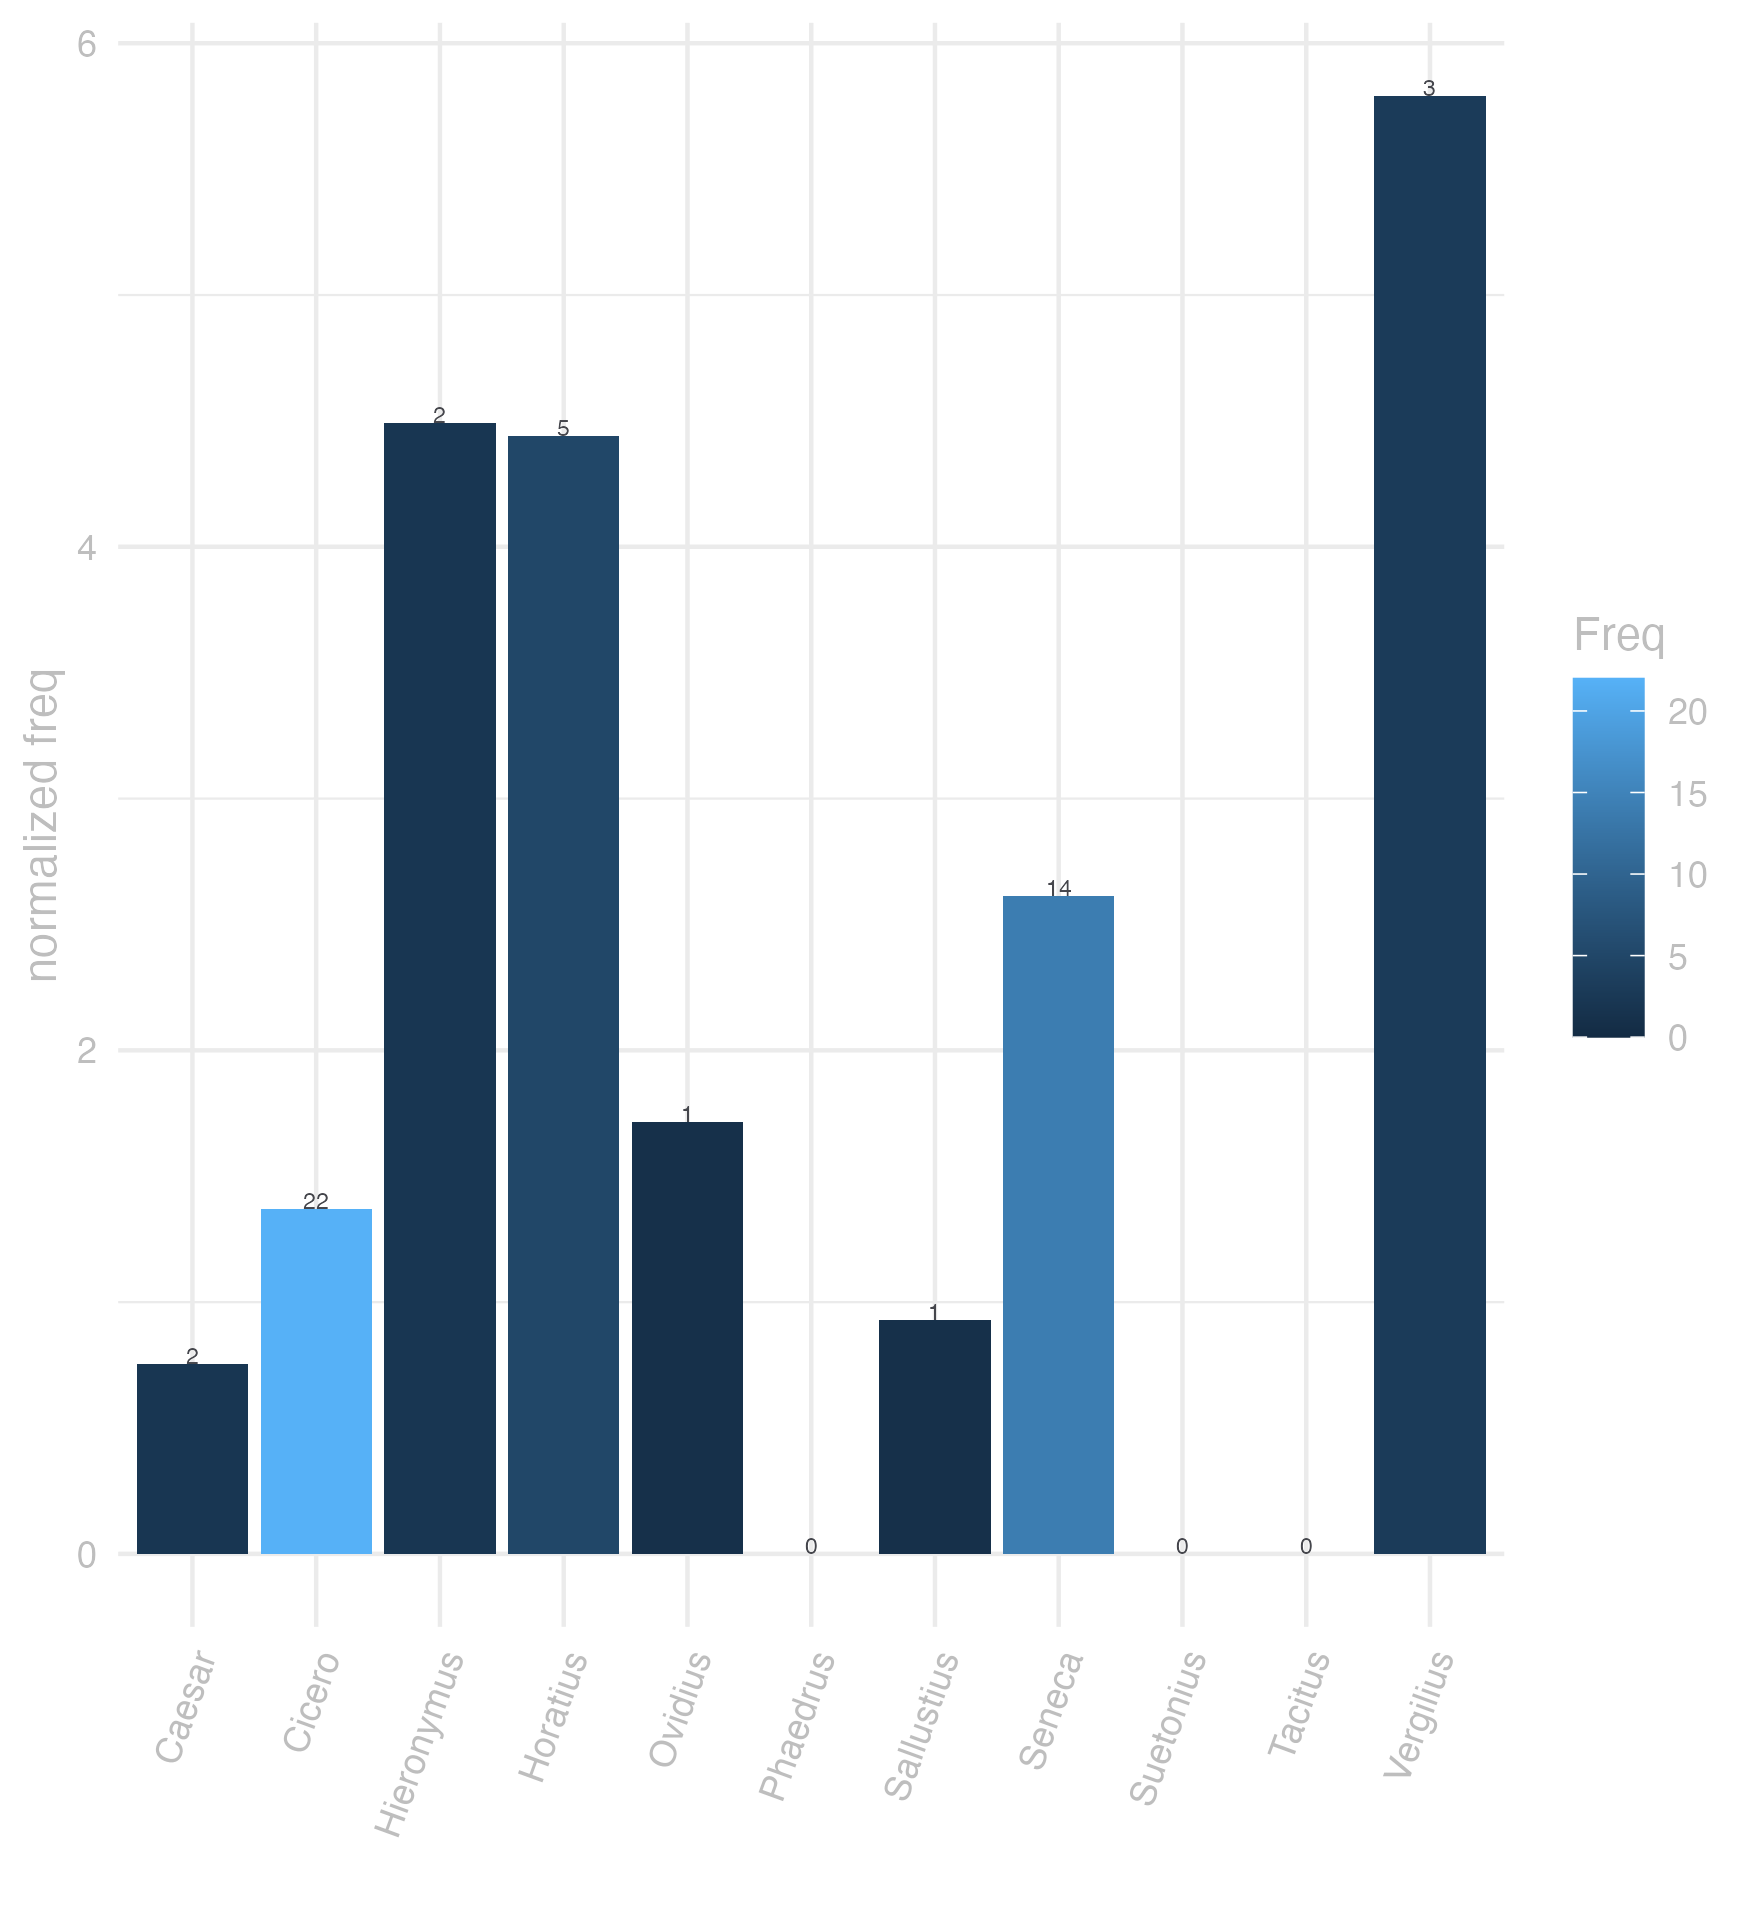 6
4
2
0
normalized freq
3
2
5
14
1
22
1
2
0
0
0
Caesar
Cicero
Hieronymus
Horatius
Ovidius
Phaedrus
Sallustius
Seneca
Suetonius
Tacitus
Vergilius
Freq
20
15
10
5
0